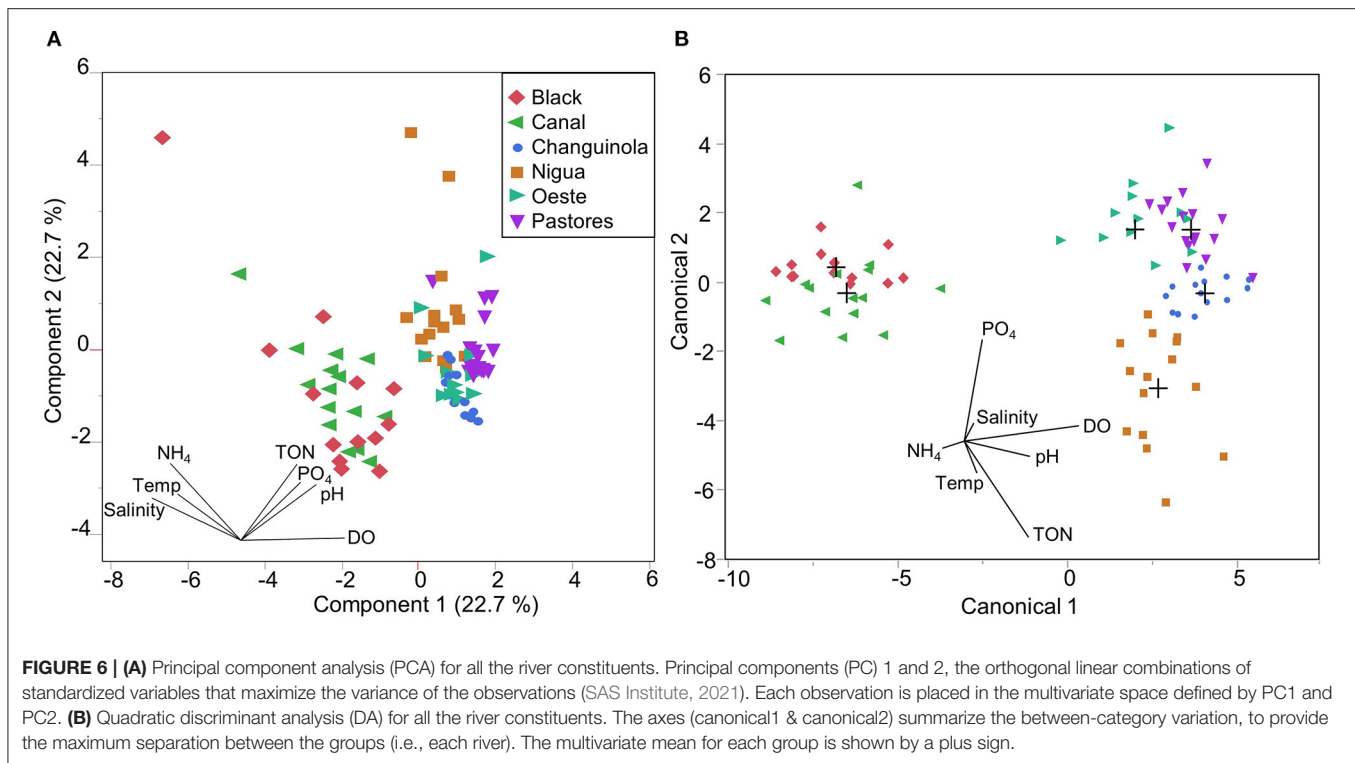 A
6
4
2
0
-2
-4
-8
-6
-4
-2
0
2
4
6
Component 2 (22.7 %)
Component 1 (22.7 %)
Black
Canal
Changuinola
Nigua
Oeste
Pastores
NH4
Temp
Salinity
TON
PO4
pH
DO
B
6
4
2
0
-2
-4
-6
-8
-10
-5
0
5
Canonical 2
Canonical 1
PO4
Salinity
DO
NH4
pH
Temp
TON
FIGURE 6 | (A) Principal component analysis (PCA) for all the river constituents. Principal components (PC) 1 and 2, the orthogonal linear combinations of
standardized variables that maximize the variance of the observations (SAS Institute, 2021). Each observation is placed in the multivariate space defined by PC1 and
PC2. (B) Quadratic discriminant analysis (DA) for all the river constituents. The axes (canonical1 & canonical2) summarize the between-category variation, to provide
the maximum separation between the groups (i.e., each river). The multivariate mean for each group is shown by a plus sign.